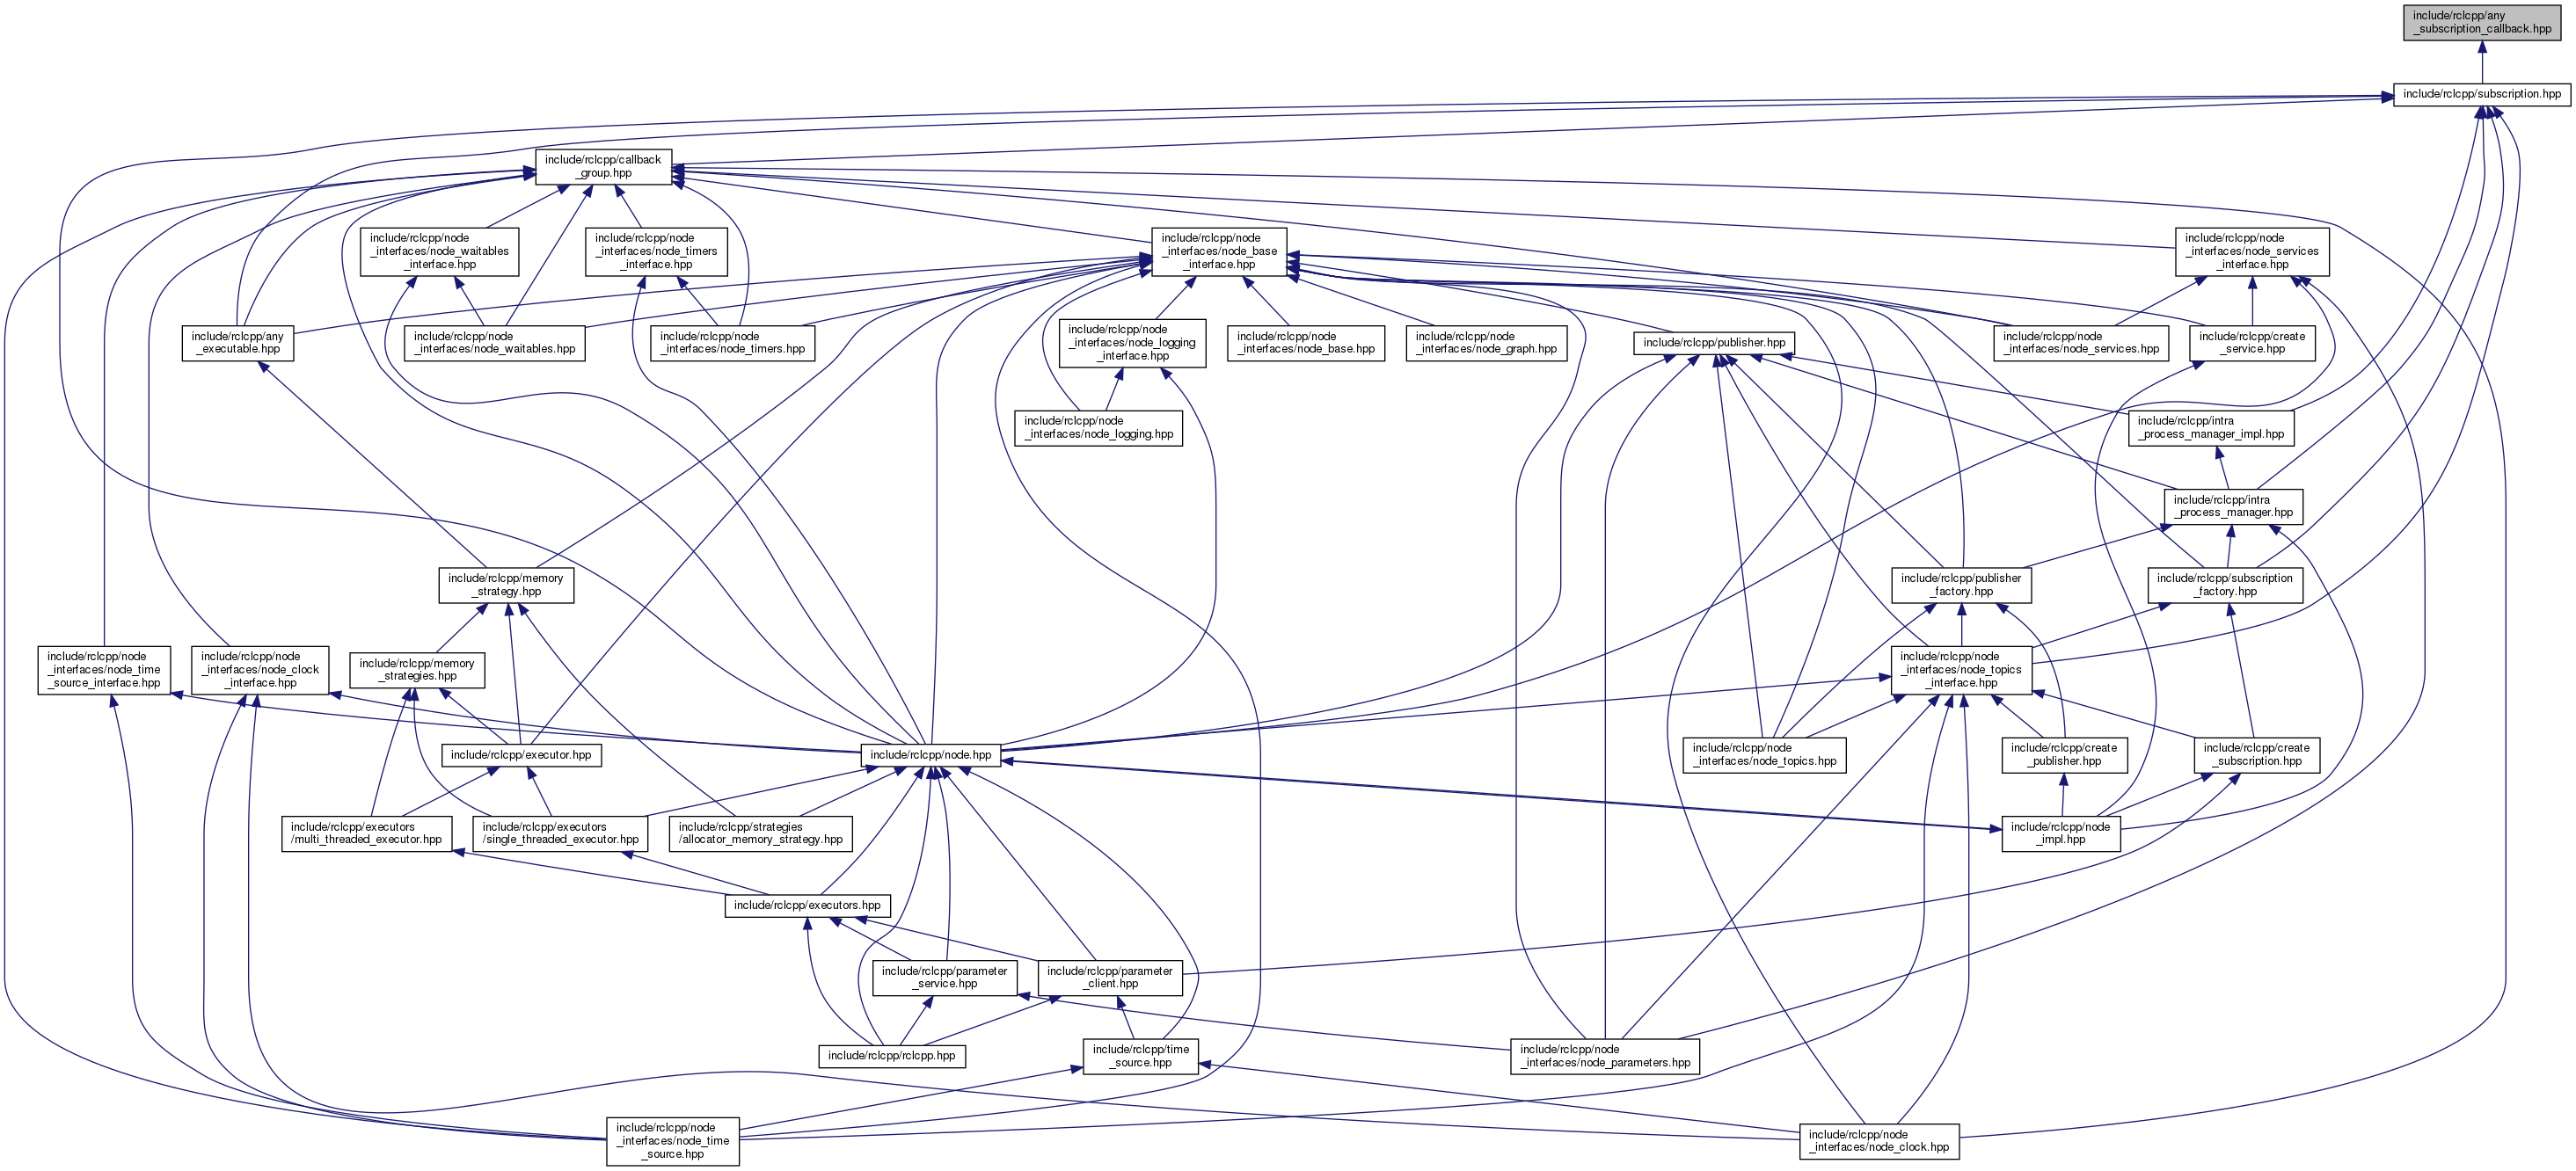 include/rclcpp/any
_subscription_callback.hpp
include/rclcpp/subscription.hpp
include/rclcpp/callback
_group.hpp
include/rclcpp/node
_interfaces/node_waitables
_interface.hpp
include/rclcpp/node
_interfaces/node_timers
_interface.hpp
include/rclcpp/node
_interfaces/node_base
_interface.hpp
include/rclcpp/node
_interfaces/node_services
_interface.hpp
include/rclcpp/any
_executable.hpp
include/rclcpp/node
_interfaces/node_waitables.hpp
include/rclcpp/node
_interfaces/node_timers.hpp
include/rclcpp/node
_interfaces/node_logging
_interface.hpp
include/rclcpp/node
_interfaces/node_base.hpp
include/rclcpp/node
_interfaces/node_graph.hpp
include/rclcpp/publisher.hpp
include/rclcpp/node
_interfaces/node_services.hpp
include/rclcpp/create
_service.hpp
include/rclcpp/node
_interfaces/node_logging.hpp
include/rclcpp/intra
_process_manager_impl.hpp
include/rclcpp/intra
_process_manager.hpp
include/rclcpp/memory
_strategy.hpp
include/rclcpp/publisher
_factory.hpp
include/rclcpp/subscription
_factory.hpp
include/rclcpp/node
_interfaces/node_time
_source_interface.hpp
include/rclcpp/node
_interfaces/node_clock
_interface.hpp
include/rclcpp/memory
_strategies.hpp
include/rclcpp/node
_interfaces/node_topics
_interface.hpp
include/rclcpp/executor.hpp
include/rclcpp/node.hpp
include/rclcpp/node
_interfaces/node_topics.hpp
include/rclcpp/create
_publisher.hpp
include/rclcpp/create
_subscription.hpp
include/rclcpp/executors
/multi_threaded_executor.hpp
include/rclcpp/executors
/single_threaded_executor.hpp
include/rclcpp/strategies
/allocator_memory_strategy.hpp
include/rclcpp/node
_impl.hpp
include/rclcpp/executors.hpp
include/rclcpp/parameter
_service.hpp
include/rclcpp/parameter
_client.hpp
include/rclcpp/rclcpp.hpp
include/rclcpp/time
_source.hpp
include/rclcpp/node
_interfaces/node_parameters.hpp
include/rclcpp/node
_interfaces/node_time
_source.hpp
include/rclcpp/node
_interfaces/node_clock.hpp